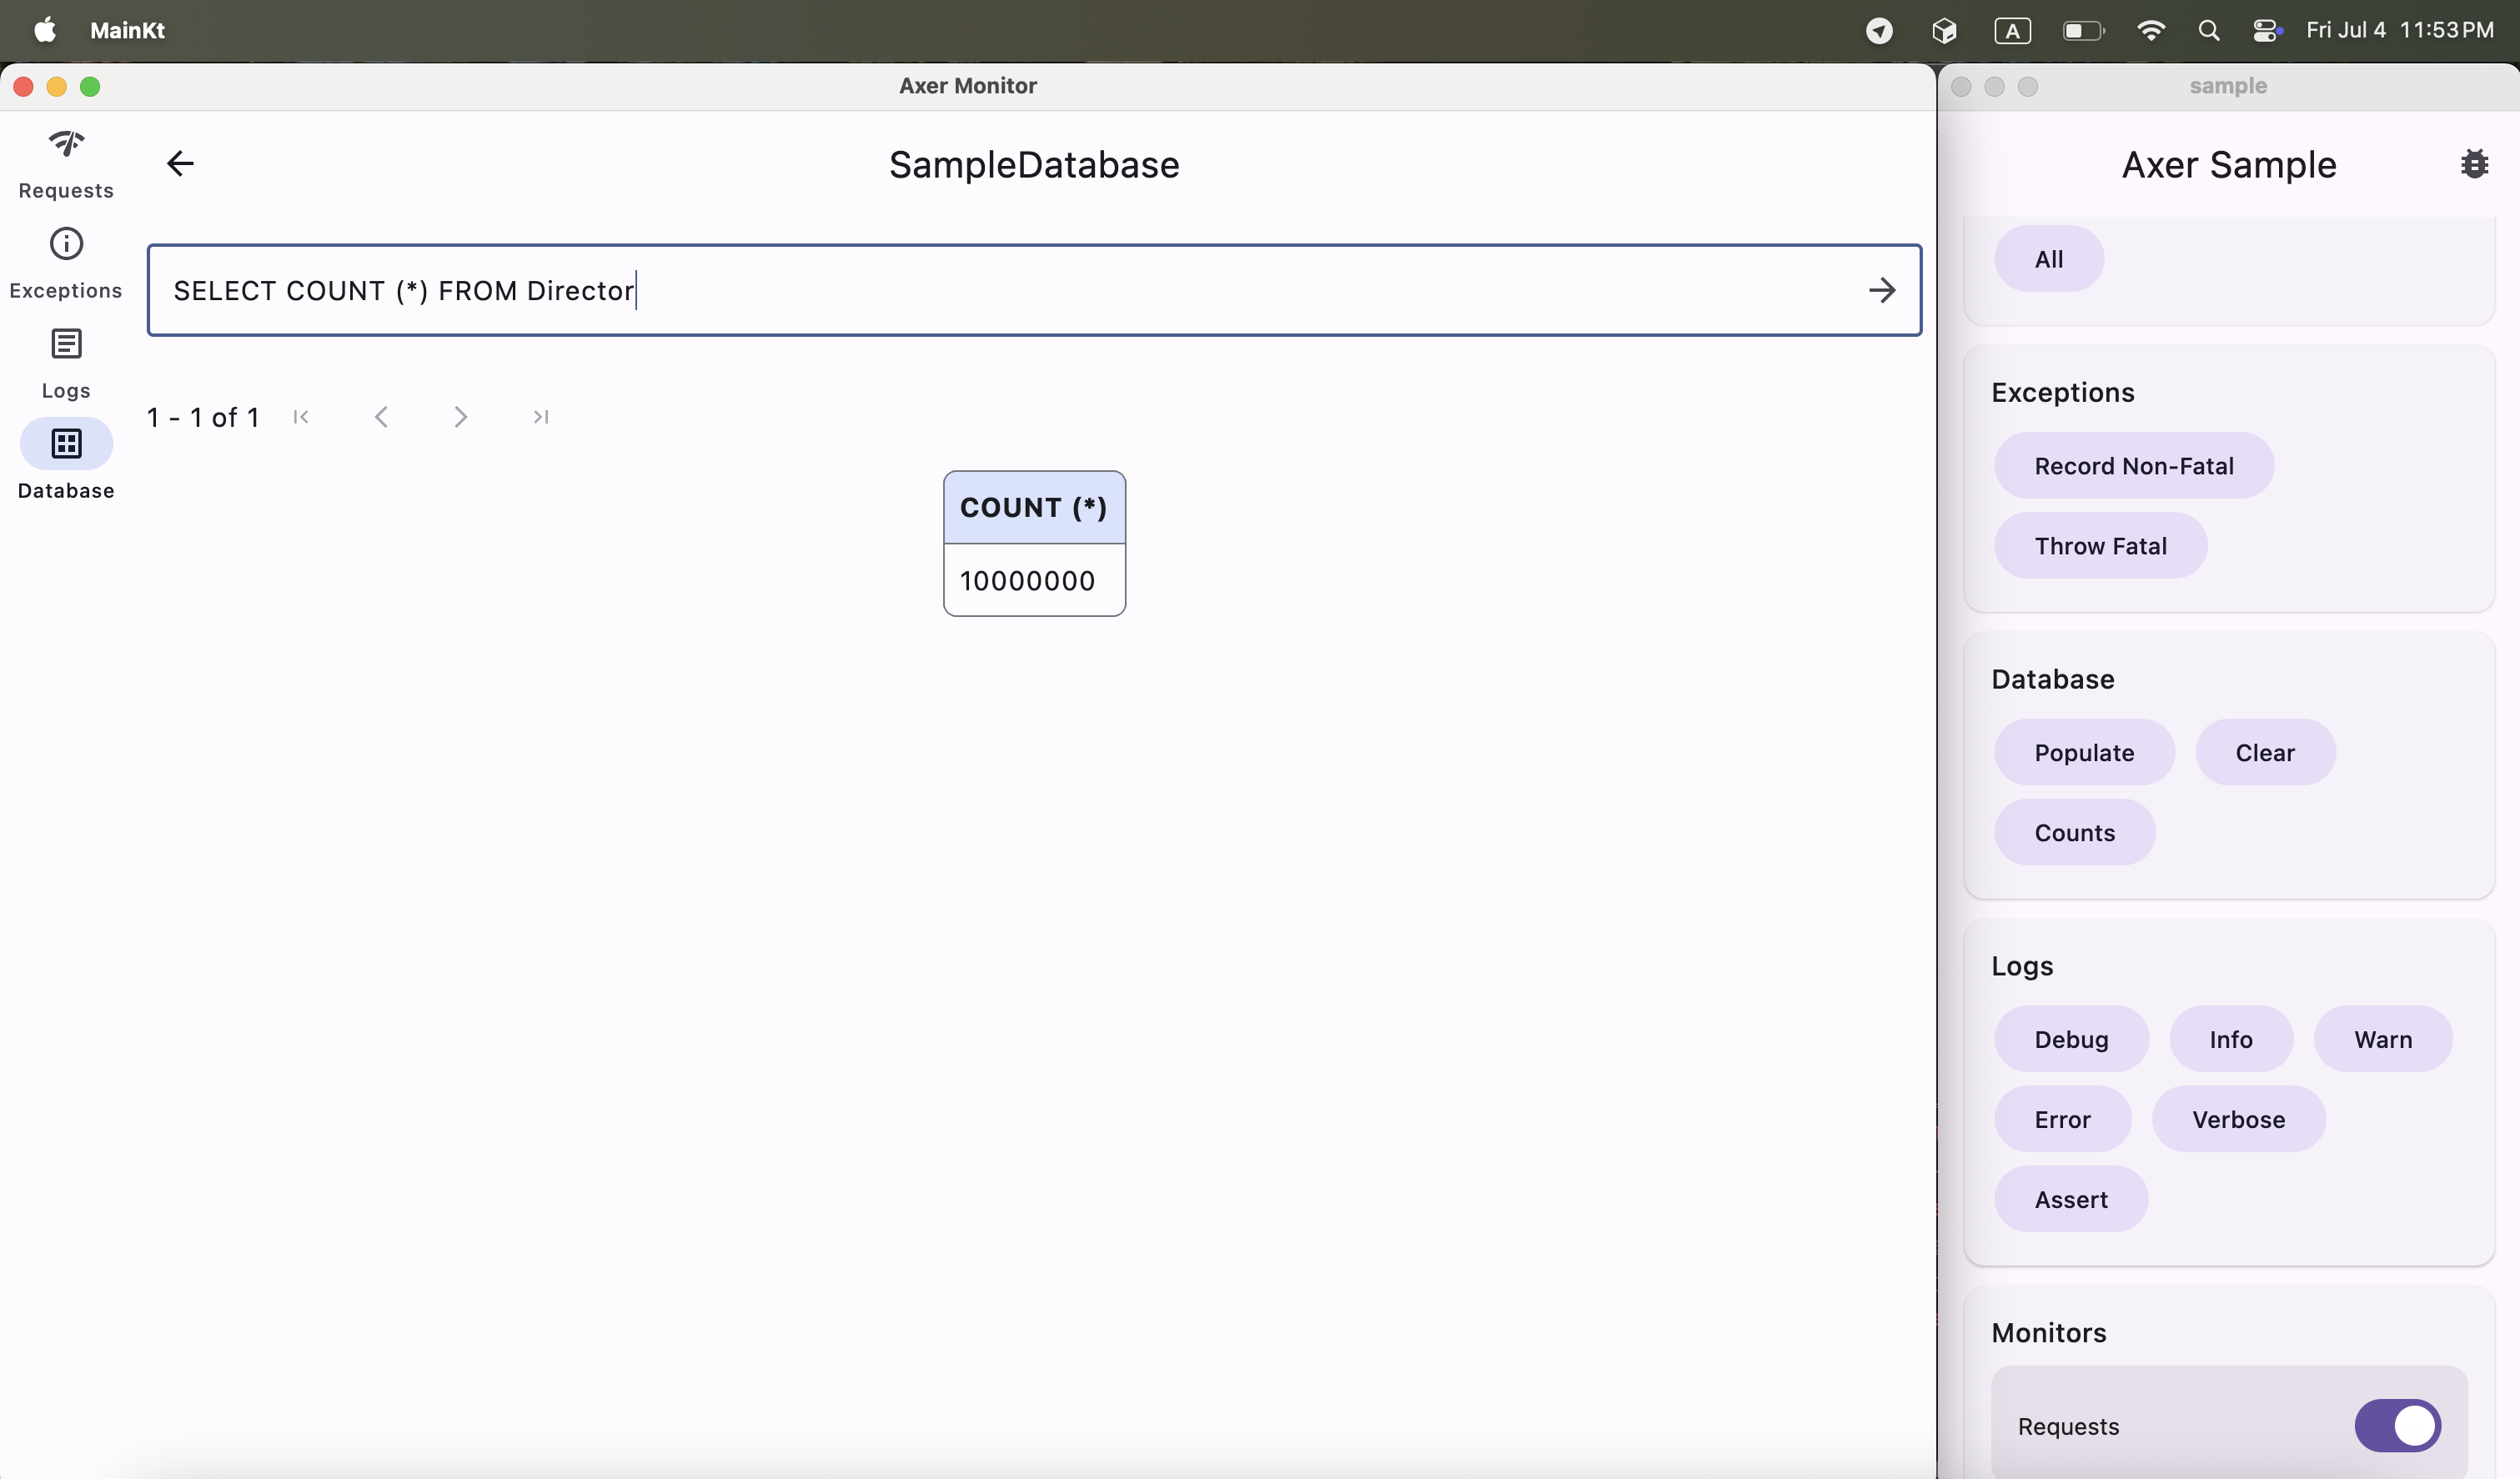 MainKt
A
Fri Jul 4 11:53 PM
Axer Monitor
Requests
Exceptions
Logs
Database
SampleDatabase
SELECT COUNT (*) FROM Director
1 - 1 of 1
COUNT (*)
10000000
sample
Axer Sample
All
Exceptions
Record Non-Fatal
Throw Fatal
Database
Populate Clear
Counts
Logs
Debug Info Warn
Error Verbose
Assert
Monitors
Requests